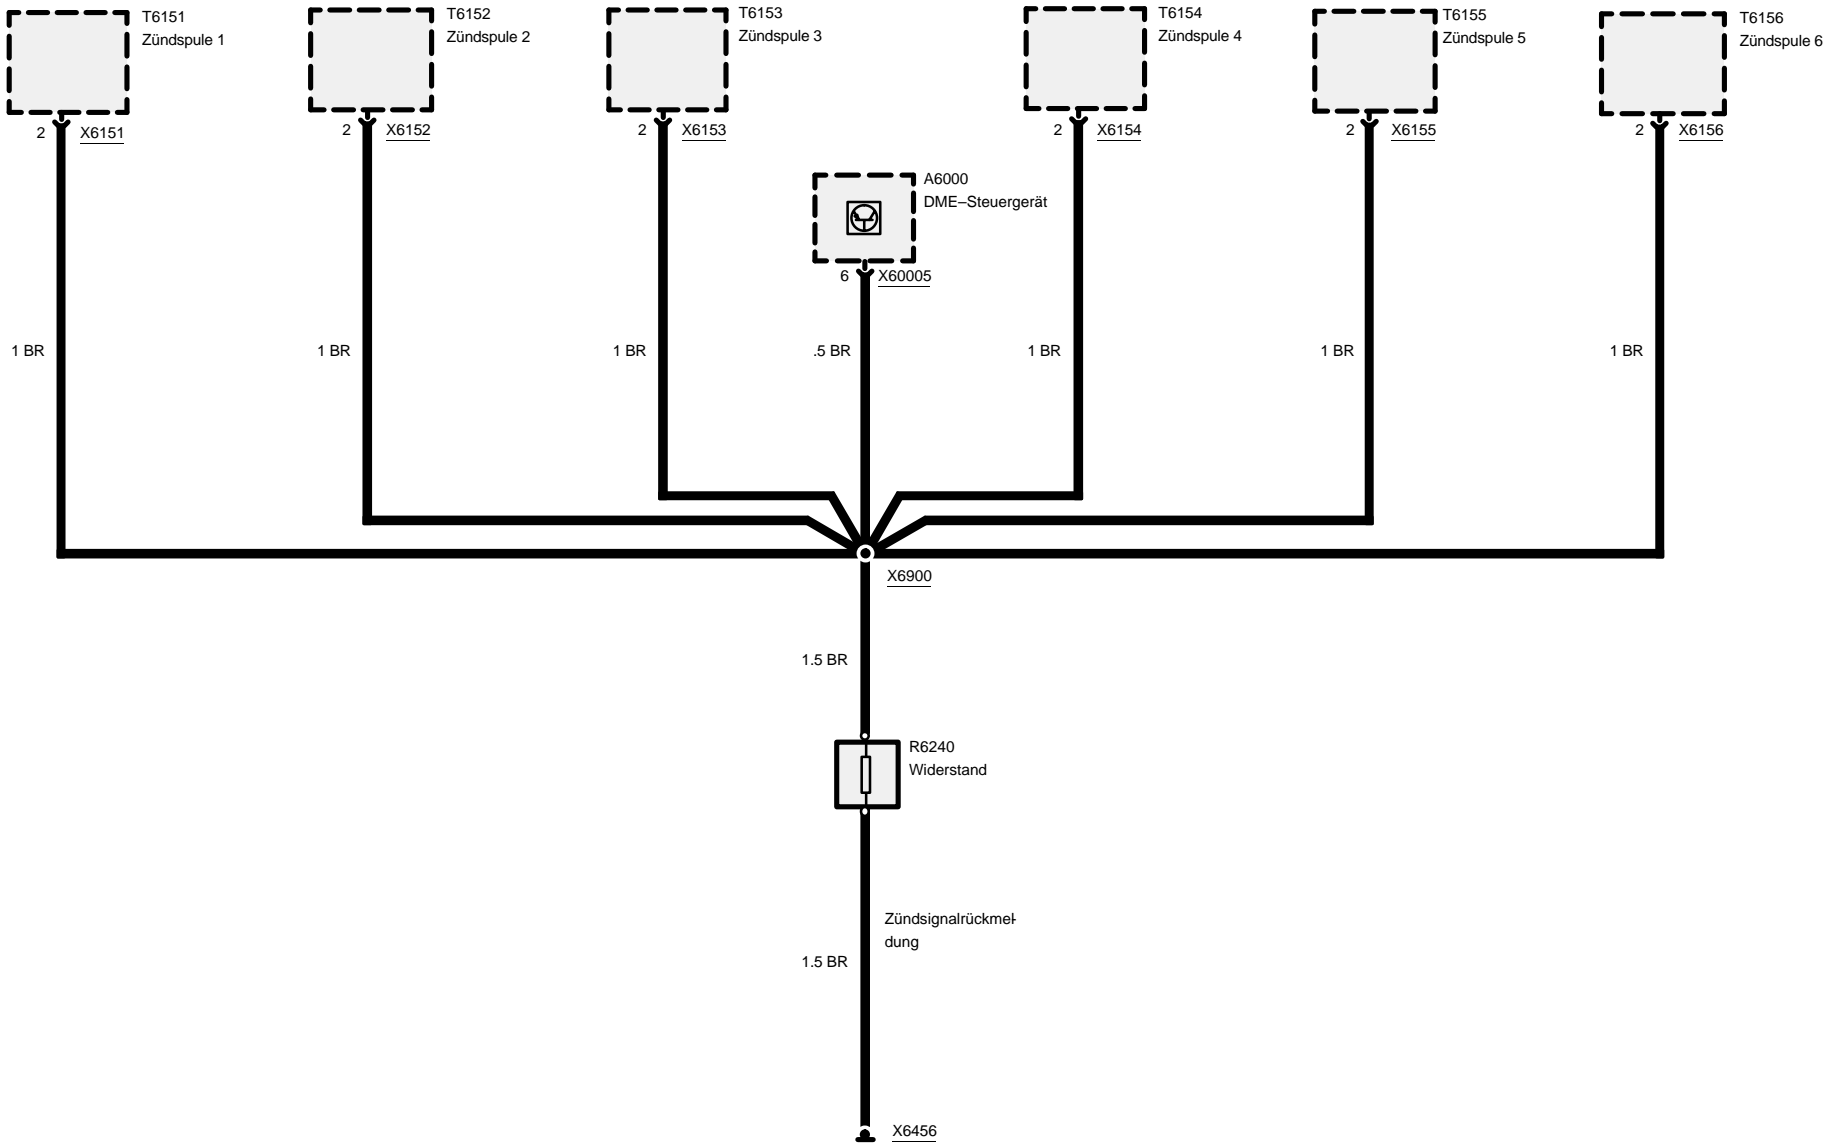 T6151
Zündspule 1
T6152
Zündspule 2
T6153
Zündspule 3
T6154
Zündspule 4
T6155
Zündspule 5
T6156
Zündspule 6
2 X6151
2 X6152
2 X6153
2 X6154
2 X6155
2 X6156
A6000
DME–Steuergerät
6 X60005
1 BR
1 BR
1 BR
.5 BR
1 BR
1 BR
1 BR
X6900
1.5 BR
R6240
Widerstand
Zündsignalrückmel-
dung
1.5 BR
X6456